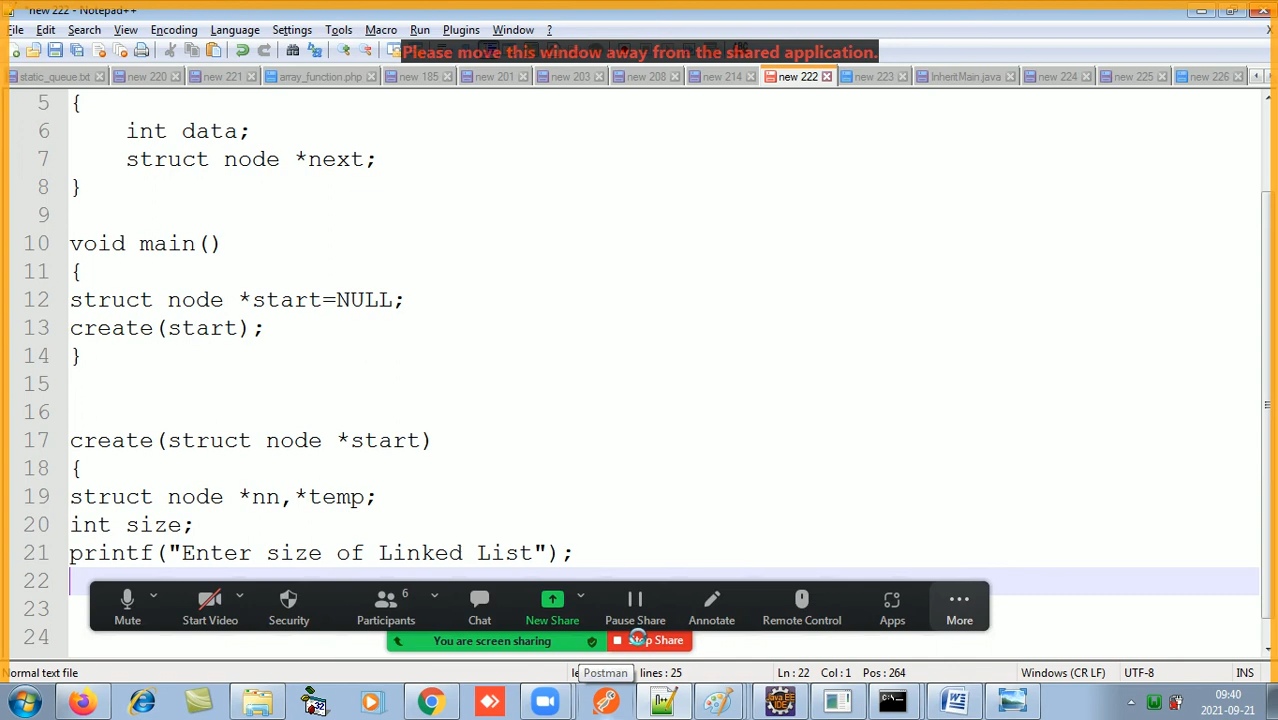 *new 222 - Notepad++
File Edit Search View Encoding Language Settings Tools Macro Run Plugins Window ?
Please move this window away from the shared application.
static_queue.txt new 220 new 221 array_function.php new 185 new 201 new 203 new 208 new 214 new 222 new 223 InheritMain.java new 224 new 225 new 226
5 {
6 int data;
7 struct node *next;
8 }
9
10 void main()
11 {
12 struct node *start=NULL;
13 create(start);
14 }
15
16
17 create(struct node *start)
18 {
19 struct node *nn,*temp;
20 int size;
21 printf("Enter size of Linked List");
22
23
24
6
Mute Start Video Security Participants Chat New Share Pause Share Annotate Remote Control Apps More
You are screen sharing Stop Share
Normal text file Postman lines : 25 Ln : 22 Col : 1 Pos : 264 Windows (CR LF) UTF-8 INS
32
09:40
2021-09-21